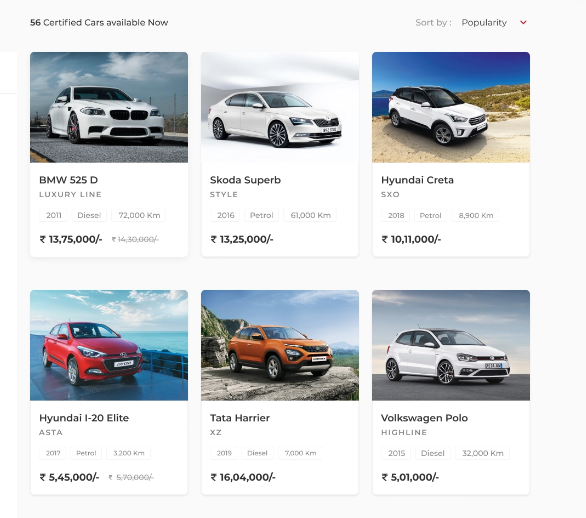 56 Certified Cars available Now
Sort by : Popularity
BMW 525 D
LUXURY LINE
2011 Diesel 72,000 Km
₹ 13,75,000/- ₹ 14,30,000/-
Skoda Superb
STYLE
2016 Petrol 61,000 Km
₹ 13,25,000/-
Hyundai Creta
SXO
2018 Petrol 8,900 Km
₹ 10,11,000/-
Hyundai I-20 Elite
ASTA
2017 Petrol 3.200 Km
₹ 5,45,000/- ₹ 5,70,000/-
Tata Harrier
XZ
2019 Diesel 7,000 Km
₹ 16,04,000/-
Volkswagen Polo
HIGHLINE
2015 Diesel 32,000 Km
₹ 5,01,000/-